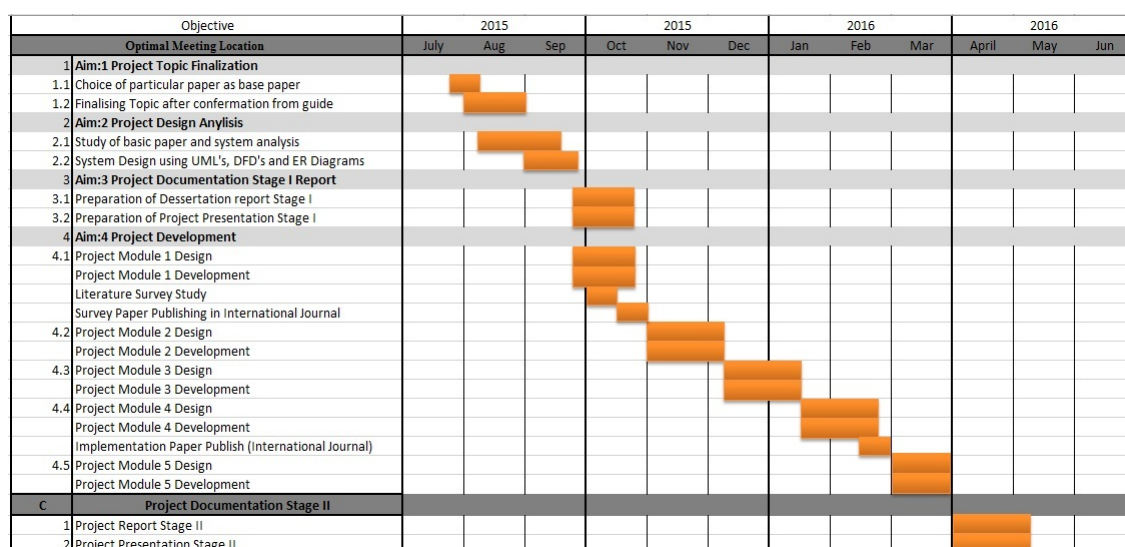 Objective 2015 2015 2016 2016
Optimal Meeting Location July Aug Sep Oct Nov Dec Jan Feb Mar April May Jun
1 Aim:1 Project Topic Finalization
1.1 Choice of particular paper as base paper
1.2 Finalising Topic after confermation from guide
2 Aim:2 Project Design Anylisis
2.1 Study of basic paper and system analysis
2.2 System Design using UML's, DFD's and ER Diagrams
3 Aim:3 Project Documentation Stage I Report
3.1 Preparation of Dessertation report Stage I
3.2 Preparation of Project Presentation Stage I
4 Aim:4 Project Development
4.1 Project Module 1 Design
Project Module 1 Development
Literature Survey Study
Survey Paper Publishing in International Journal
4.2 Project Module 2 Design
Project Module 2 Development
4.3 Project Module 3 Design
Project Module 3 Development
4.4 Project Module 4 Design
Project Module 4 Development
Implementation Paper Publish (International Journal)
4.5 Project Module 5 Design
Project Module 5 Development
C Project Documentation Stage II
1 Project Report Stage II
2 Project Presentation Stage II